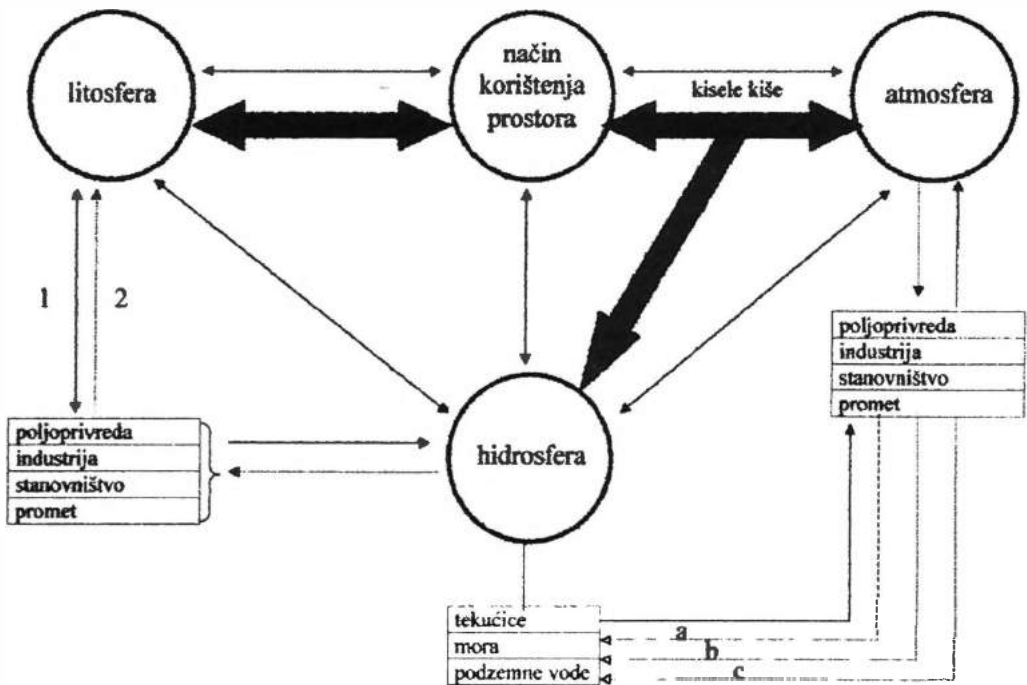 litosfera
način
korištenja
prostora
kisele kiše
atmosfera
1
2
poljoprivreda
industrija
stanovništvo
promet
poljoprivreda
industrija
stanovništvo
promet
hidrosfera
tekućice
mora
podzemne vode
a
b
c